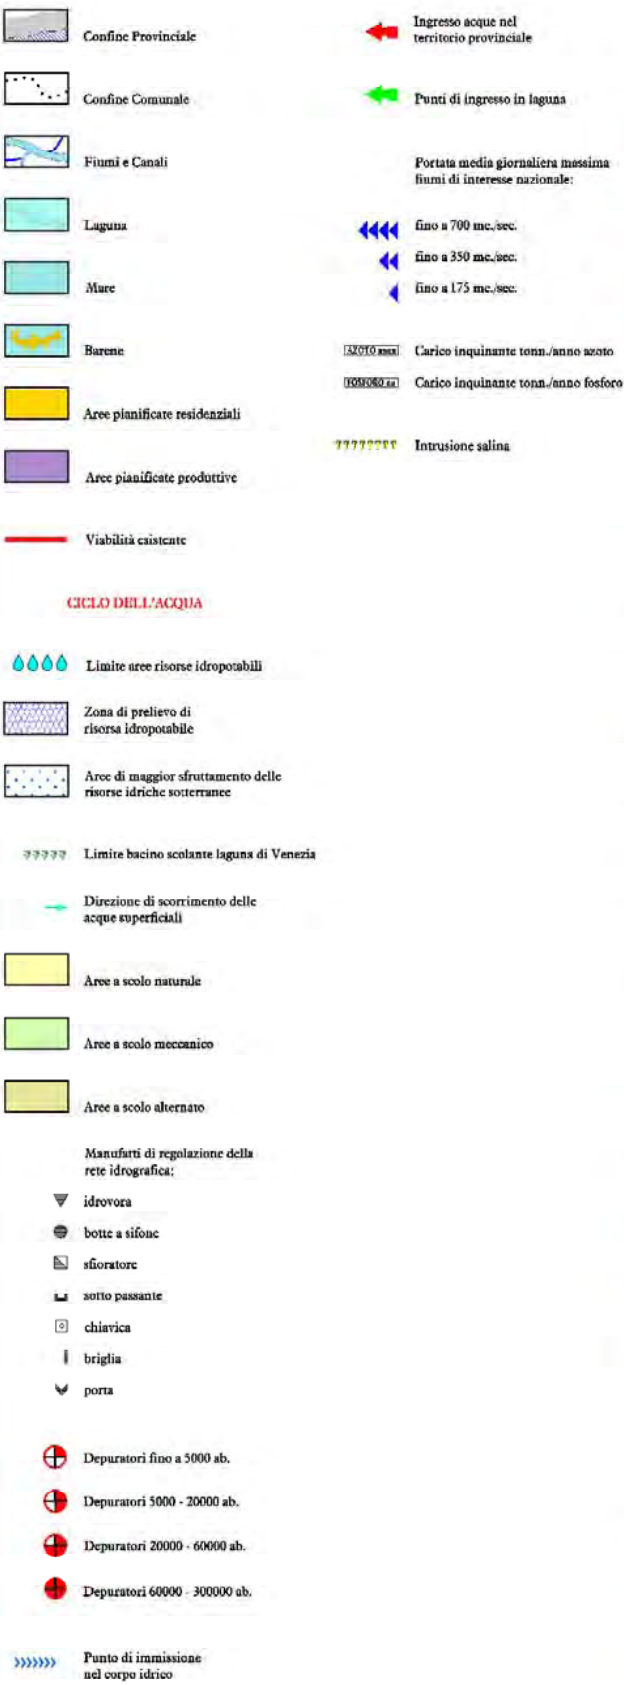 Confine Provinciale
Confine Comunale
Fiumi e Canali
Laguna
Mare
Barene
Aree pianificate residenziali
Aree pianificate produttive
Viabilità esistente
Ingresso acque nel
territorio provinciale
Punti di ingresso in laguna
Portata media giornaliera massima
fiumi di interesse nazionale:
fino a 700 mc./sec.
fino a 350 mc./sec.
fino a 175 mc./sec.
AZOTO
Carico inquinante tonn./anno azoto
FOSFORO
Carico inquinante tonn./anno fosforo
Intrusione salina
CICLO DELL'ACQUA
Limite aree risorse idropotabili
Zona di prelievo di
risorsa idropotabile
Aree di maggior sfruttamento delle
risorse idriche sotterranee
Limite bacino scolante laguna di Venezia
Direzione di scorrimento delle
acque superficiali
Aree a scolo naturale
Aree a scolo meccanico
Aree a scolo alternato
Manufatti di regolazione della
rete idrografica:
idrovora
botte a sifone
sfioratore
sotto passante
chiavica
briglia
porta
Depuratori fino a 5000 ab.
Depuratori 5000 - 20000 ab.
Depuratori 20000 - 60000 ab.
Depuratori 60000 - 300000 ab.
Punto di immissione
nel corpo idrico